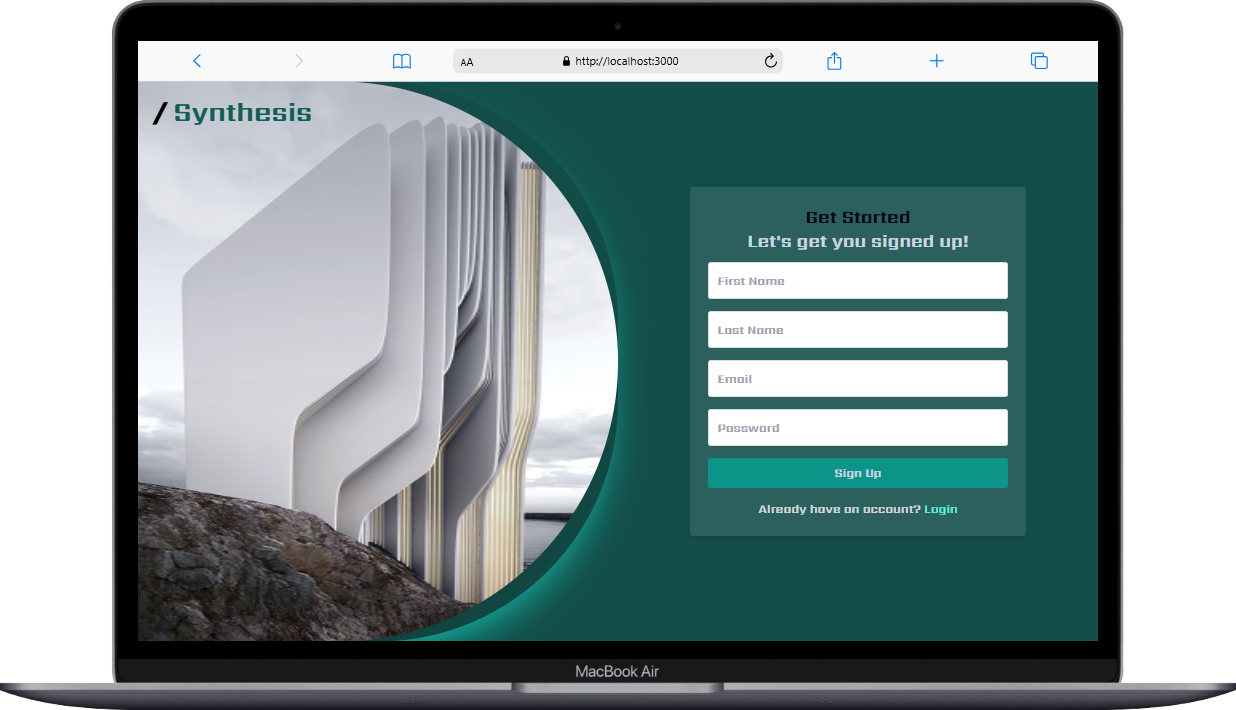 AA http://localhost:3000
/ Synthesis
Get Started
Let's get you signed up!
First Name
Last Name
Email
Password
Sign Up
Already have an account? Login
MacBook Air